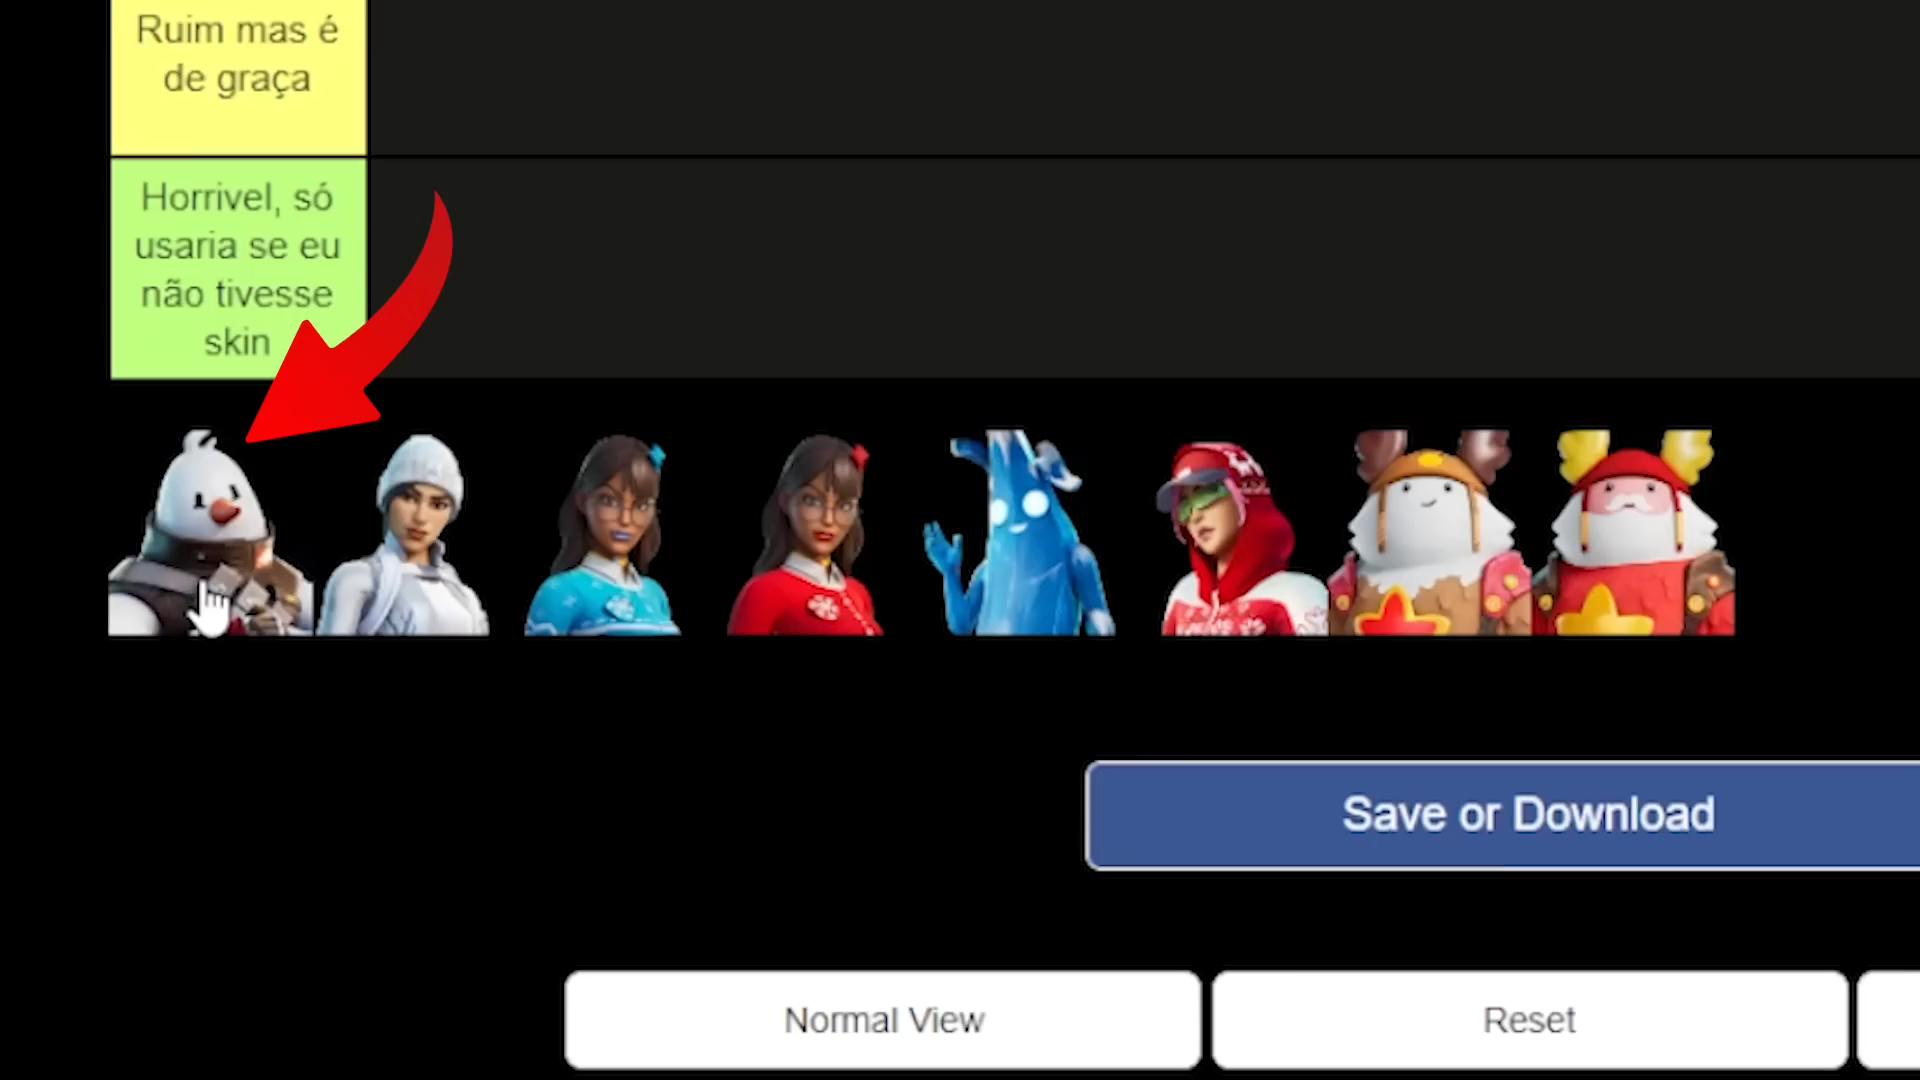 Ruim mas é
de graça
Horrivel, só
usaria se eu
não tivesse
skin
Save or Download
Normal View
Reset